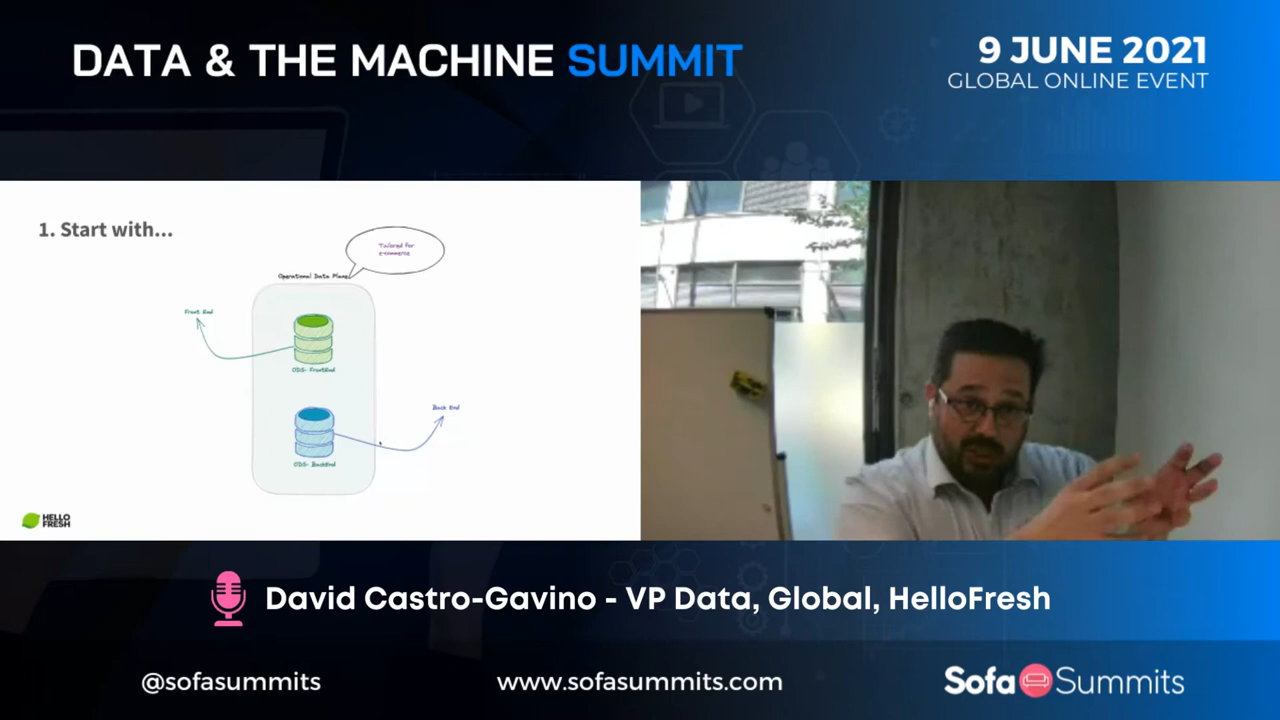 DATA & THE MACHINE SUMMIT
9 JUNE 2021
GLOBAL ONLINE EVENT
1. Start with...
Tailored for
e-commerce
Operational Data Planes
Front End
ODS- FrontEnd
Back End
ODS- BackEnd
HELLO
FRESH
David Castro-Gavino - VP Data, Global, HelloFresh
@sofasummits
www.sofasummits.com
Sofa Summits